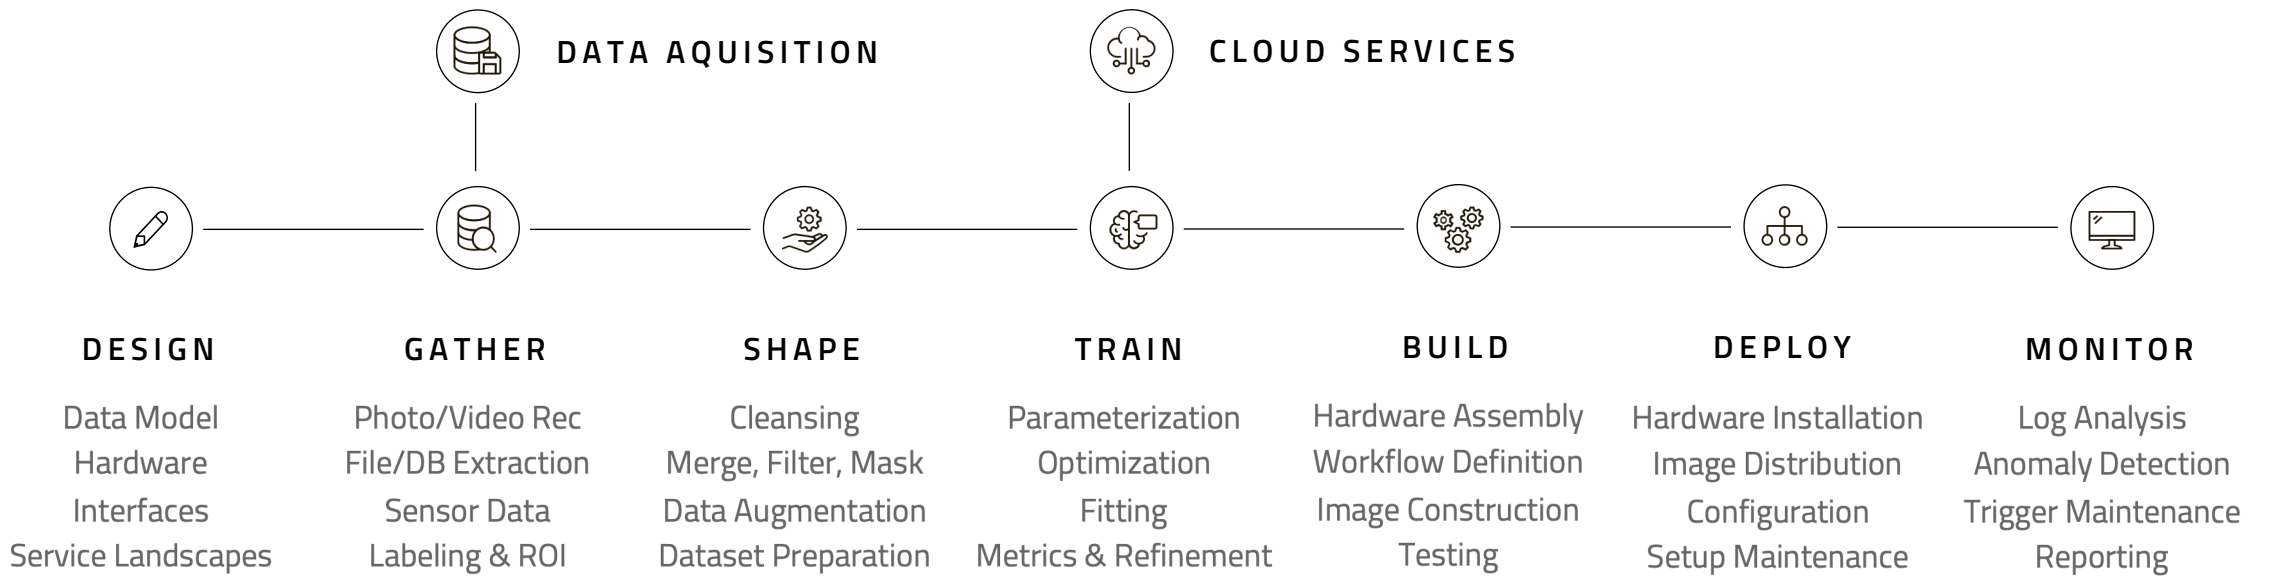 DATA AQUISITION
CLOUD SERVICES
DESIGN
Data Model
Hardware
Interfaces
Service Landscapes
GATHER
Photo/Video Rec
File/DB Extraction
Sensor Data
Labeling & ROI
SHAPE
Cleansing
Merge, Filter, Mask
Data Augmentation
Dataset Preparation
TRAIN
Parameterization
Optimization
Fitting
Metrics & Refinement
BUILD
Hardware Assembly
Workflow Definition
Image Construction
Testing
DEPLOY
Hardware Installation
Image Distribution
Configuration
Setup Maintenance
MONITOR
Log Analysis
Anomaly Detection
Trigger Maintenance
Reporting